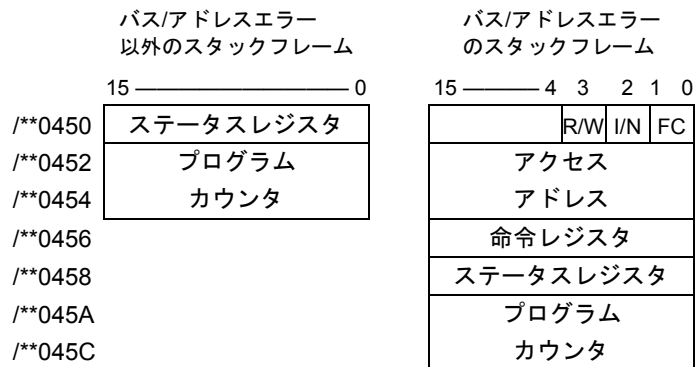 バス/アドレスエラー
以外のスタックフレーム
バス/アドレスエラー
のスタックフレーム
15 ———————— 0
15 ———— 4 3 2 1 0
/**0450 ステータスレジスタ R/W I/N FC
/**0452 プログラム アクセス
/**0454 カウンタ アドレス
/**0456 命令レジスタ
/**0458 ステータスレジスタ
/**045A プログラム
/**045C カウンタ